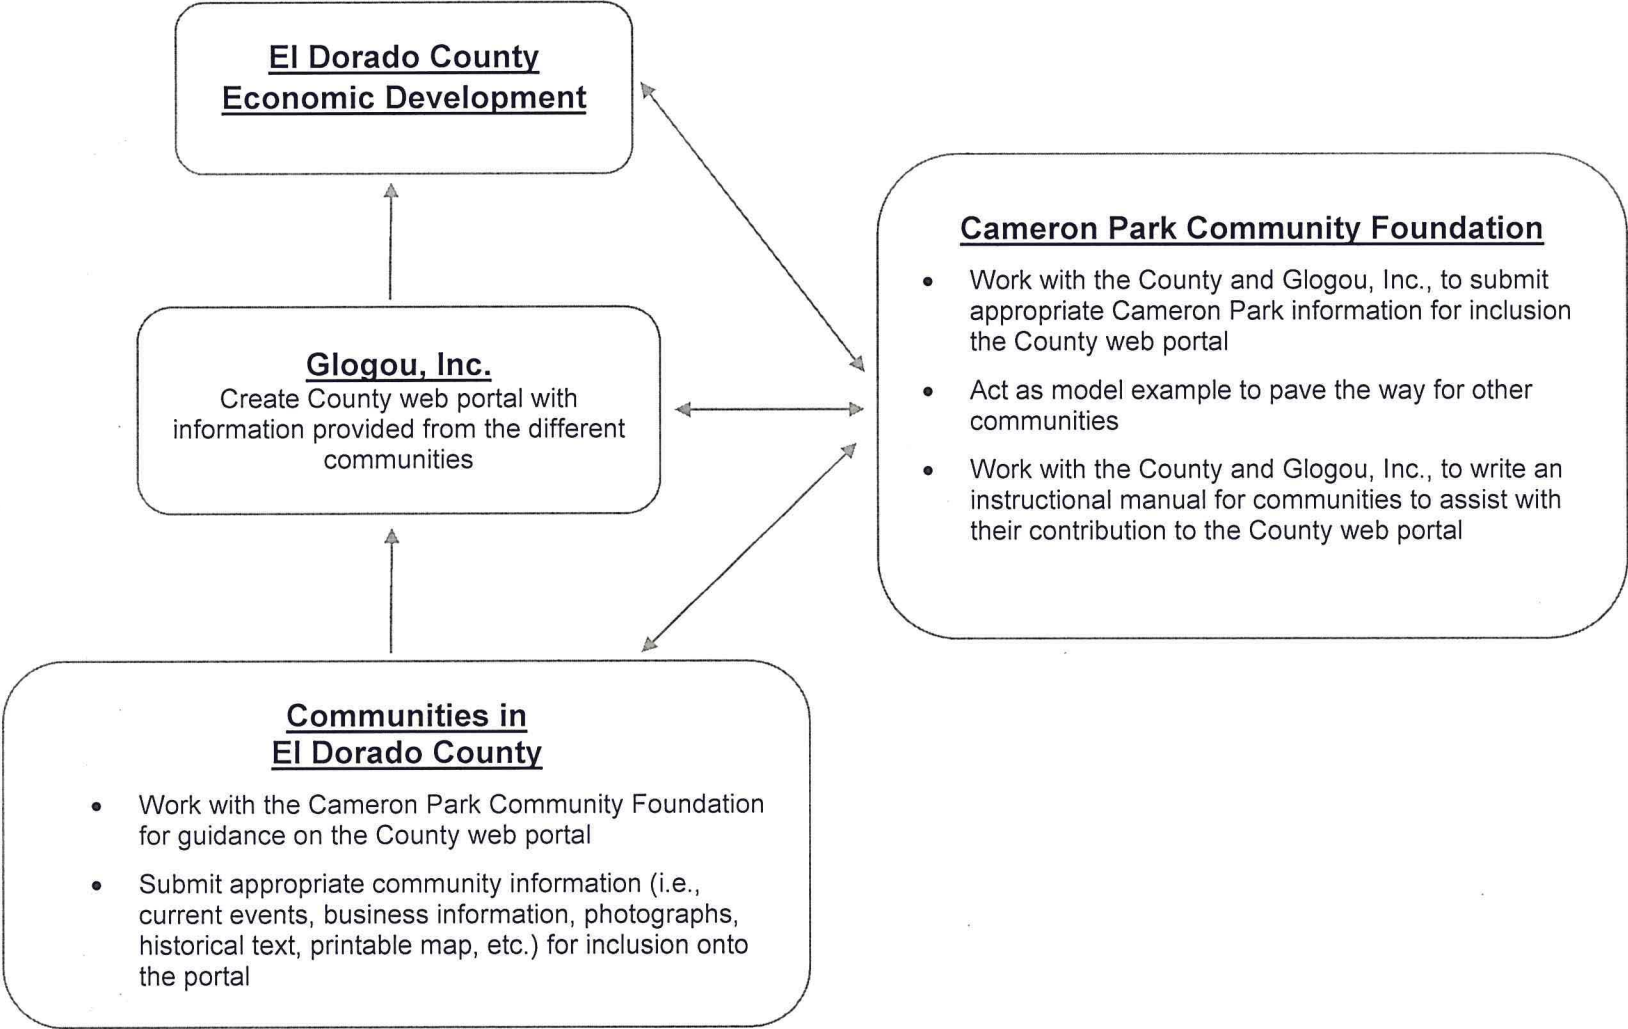 El Dorado County
Economic Development
Glogou, Inc.
Create County web portal with
information provided from the different
communities
Cameron Park Community Foundation
• Work with the County and Glogou, Inc., to submit
appropriate Cameron Park information for inclusion
the County web portal
• Act as model example to pave the way for other
communities
• Work with the County and Glogou, Inc., to write an
instructional manual for communities to assist with
their contribution to the County web portal
Communities in
El Dorado County
• Work with the Cameron Park Community Foundation
for guidance on the County web portal
• Submit appropriate community information (i.e.,
current events, business information, photographs,
historical text, printable map, etc.) for inclusion onto
the portal